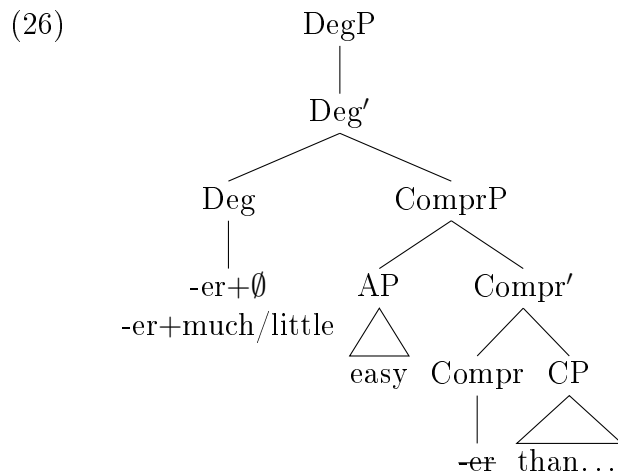 (26) DegP
Deg′
Deg ComprP
-er+∅ AP Compr′
-er+much/little
easy Compr CP
-er than...